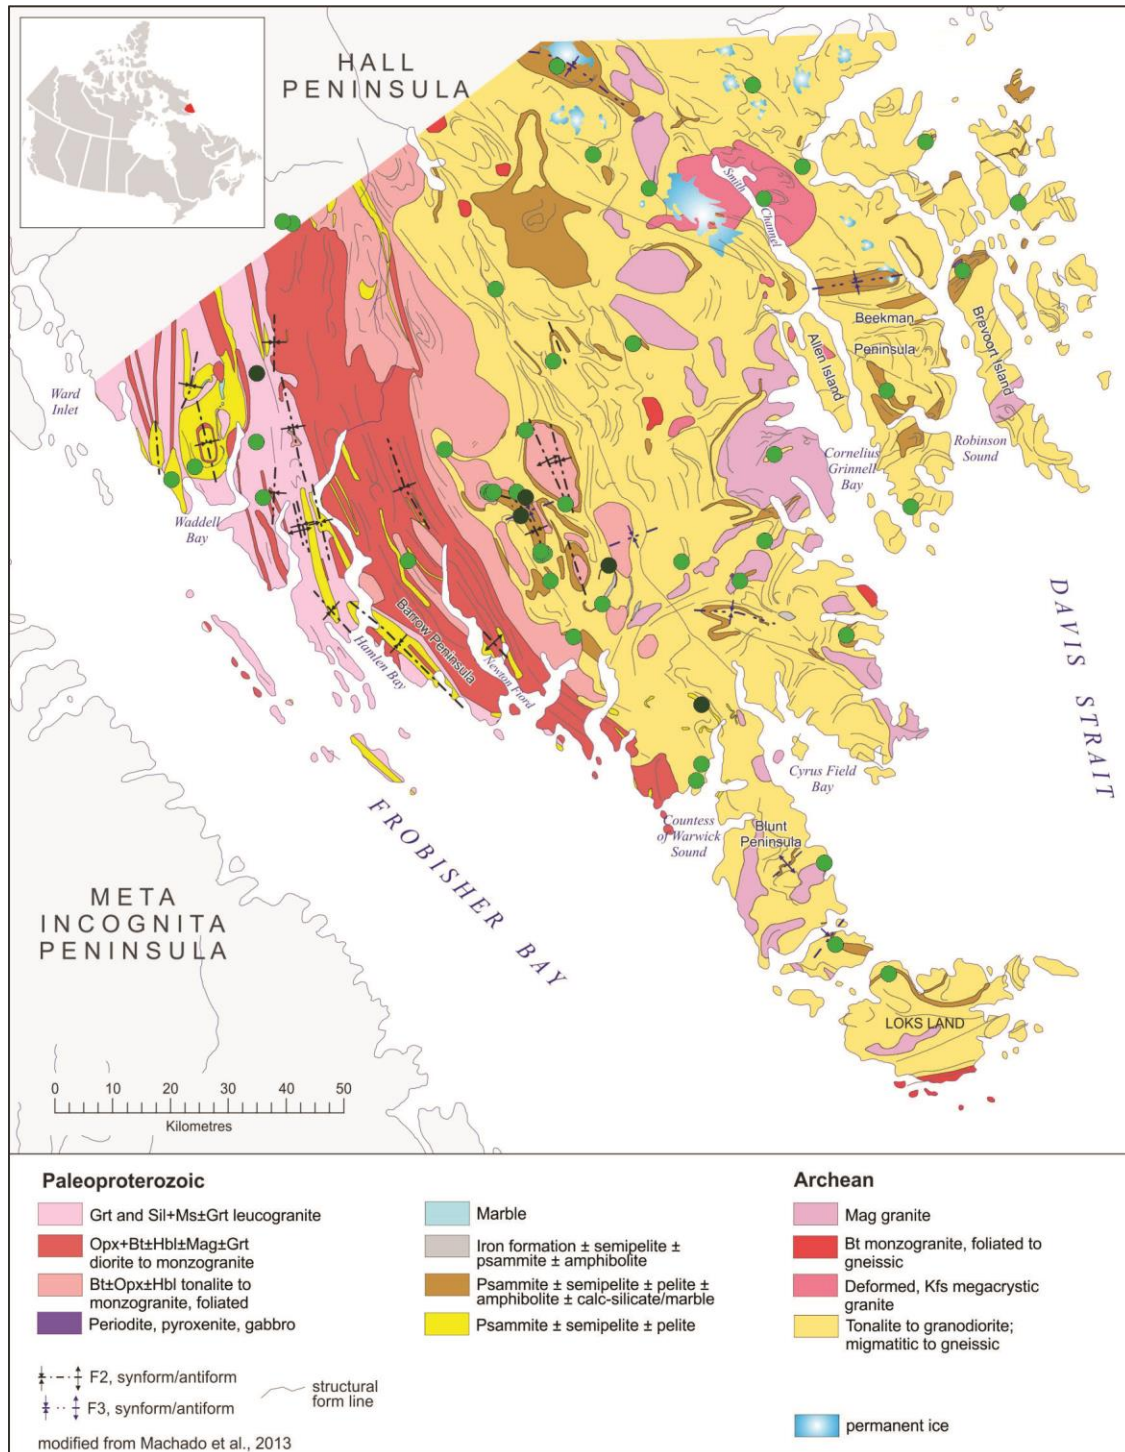 HALL
PENINSULA
Smith
Channel
Beekman
Peninsula
Brevoort Island
Allen Island
Ward
Inlet
Cornelius
Grinnell
Bay
Robinson
Sound
Waddell
Bay
DAVIS STRAIT
Barrow Peninsula
Hamlen Bay
Newton Fiord
Cyrus Field
Bay
Countess
of Warwick
Sound
Blunt
Peninsula
FROBISHER BAY
META
INCOGNITA
PENINSULA
LOKS LAND
0 10 20 30 40 50
Kilometres
Paleoproterozoic
Grt and Sil+Ms±Grt leucogranite
Opx+Bt±Hbl±Mag±Grt
diorite to monzogranite
Bt±Opx±Hbl tonalite to
monzogranite, foliated
Periodite, pyroxenite, gabbro
Marble
Iron formation ± semipelite ±
psammite ± amphibolite
Psammite ± semipelite ± pelite ±
amphibolite ± calc-silicate/marble
Psammite ± semipelite ± pelite
Archean
Mag granite
Bt monzogranite, foliated to
gneissic
Deformed, Kfs megacrystic
granite
Tonalite to granodiorite;
migmatitic to gneissic
F2, synform/antiform
F3, synform/antiform
structural
form line
permanent ice
modified from Machado et al., 2013